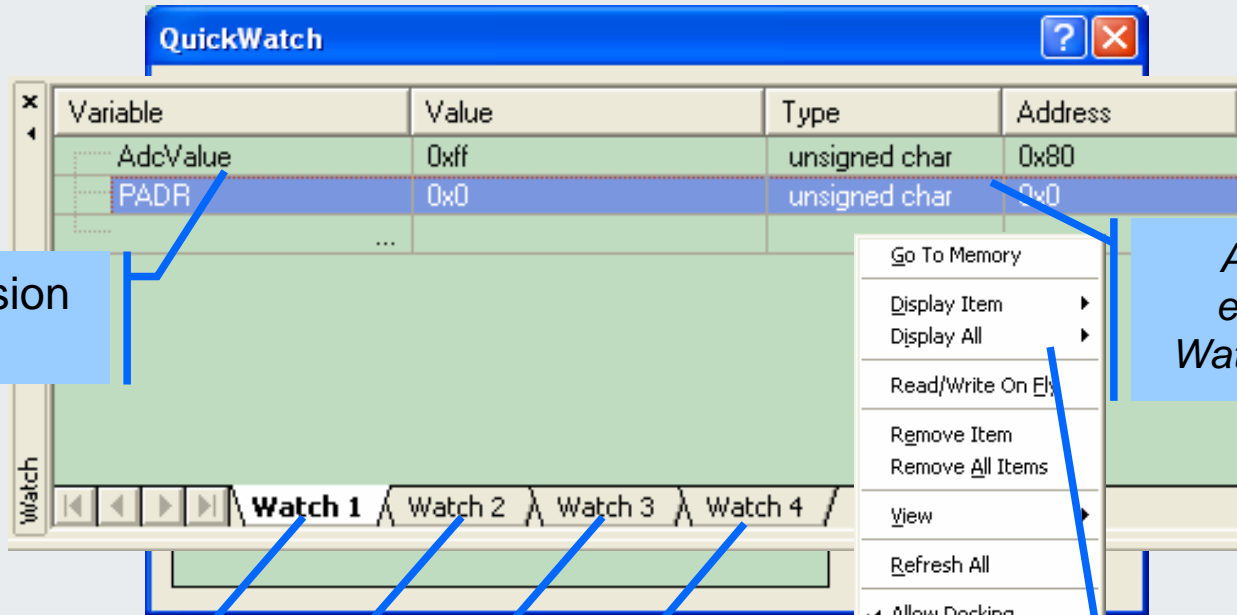 QuickWatch
Variable Value Type Address
AdcValue 0xff unsigned char 0x80
PADR 0x0 unsigned char 0x0
...
Watch
Watch 1 Watch 2 Watch 3 Watch 4
Go To Memory
Display Item
Display All
Read/Write On Fly
Remove Item
Remove All Items
View
Refresh All
Allow Docking